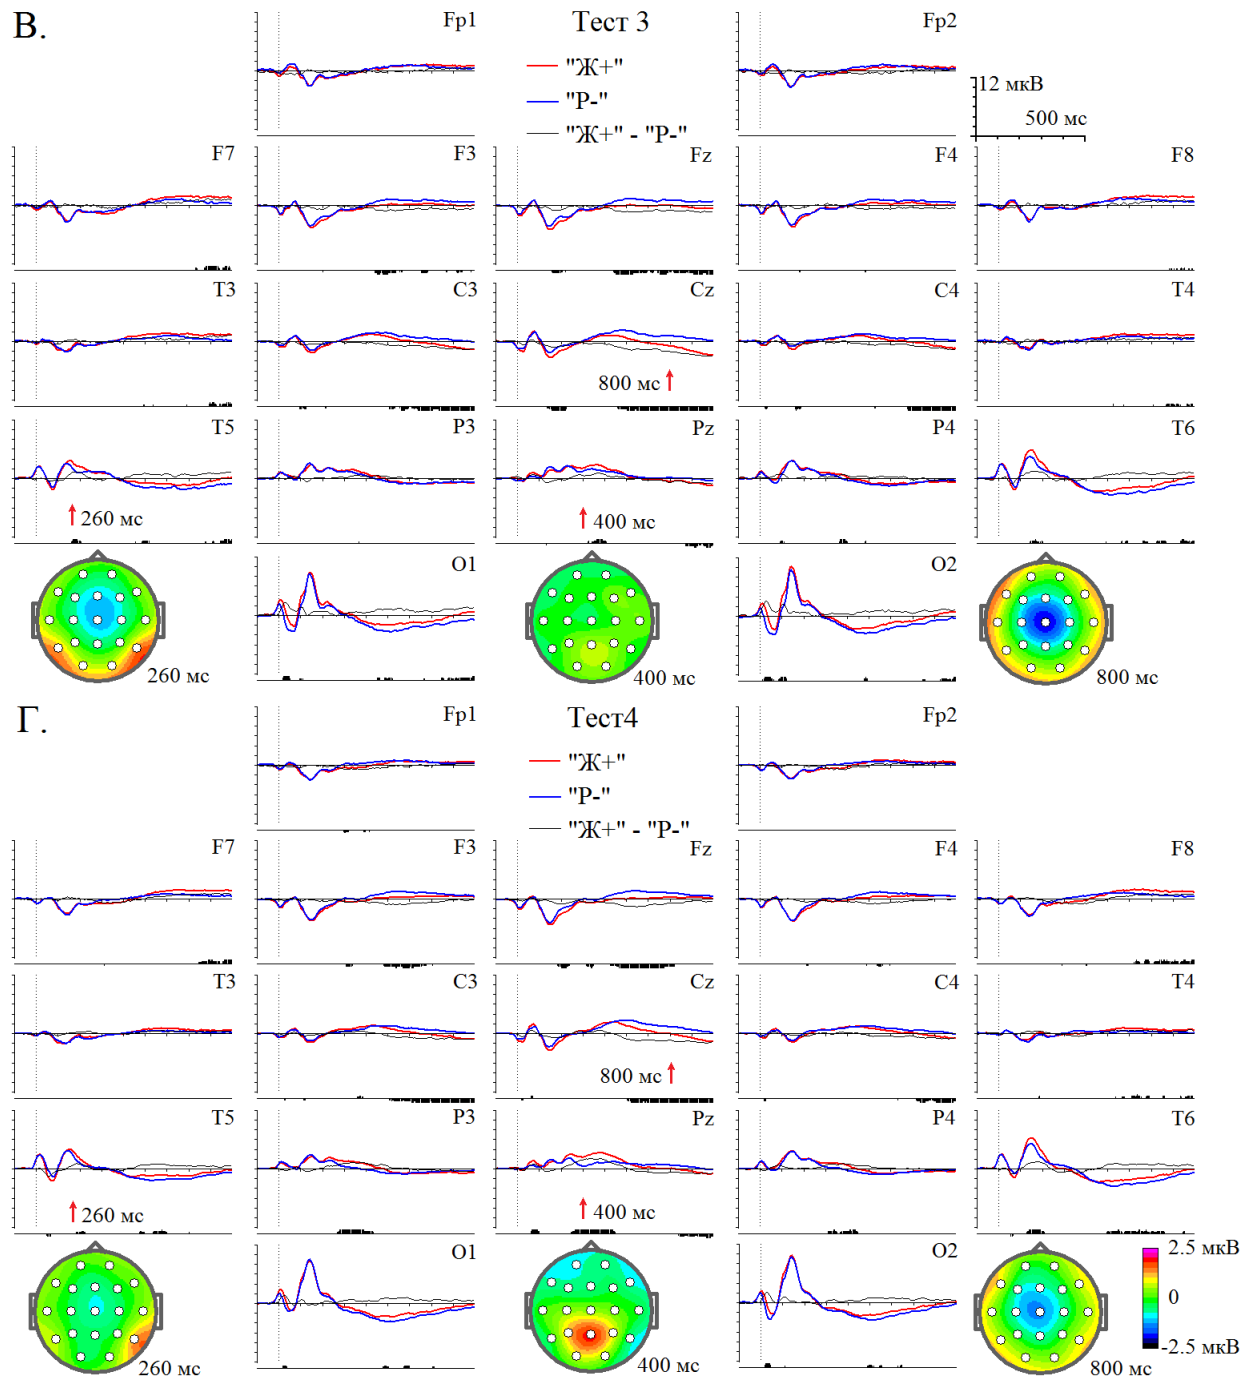 В.
Fp1
Тест 3
Fp2
"Ж+"
"Р-"
"Ж+" - "Р-"
12 мкВ
500 мс
F7
F3
Fz
F4
F8
T3
C3
Cz
C4
T4
800 мс
T5
P3
Pz
P4
T6
260 мс
400 мс
O1
O2
260 мс
400 мс
800 мс
Г.
Fp1
Тест4
Fp2
"Ж+"
"Р-"
"Ж+" - "Р-"
F7
F3
Fz
F4
F8
T3
C3
Cz
C4
T4
800 мс
T5
P3
Pz
P4
T6
260 мс
400 мс
O1
O2
2.5 мкВ
0
-2.5 мкВ
260 мс
400 мс
800 мс